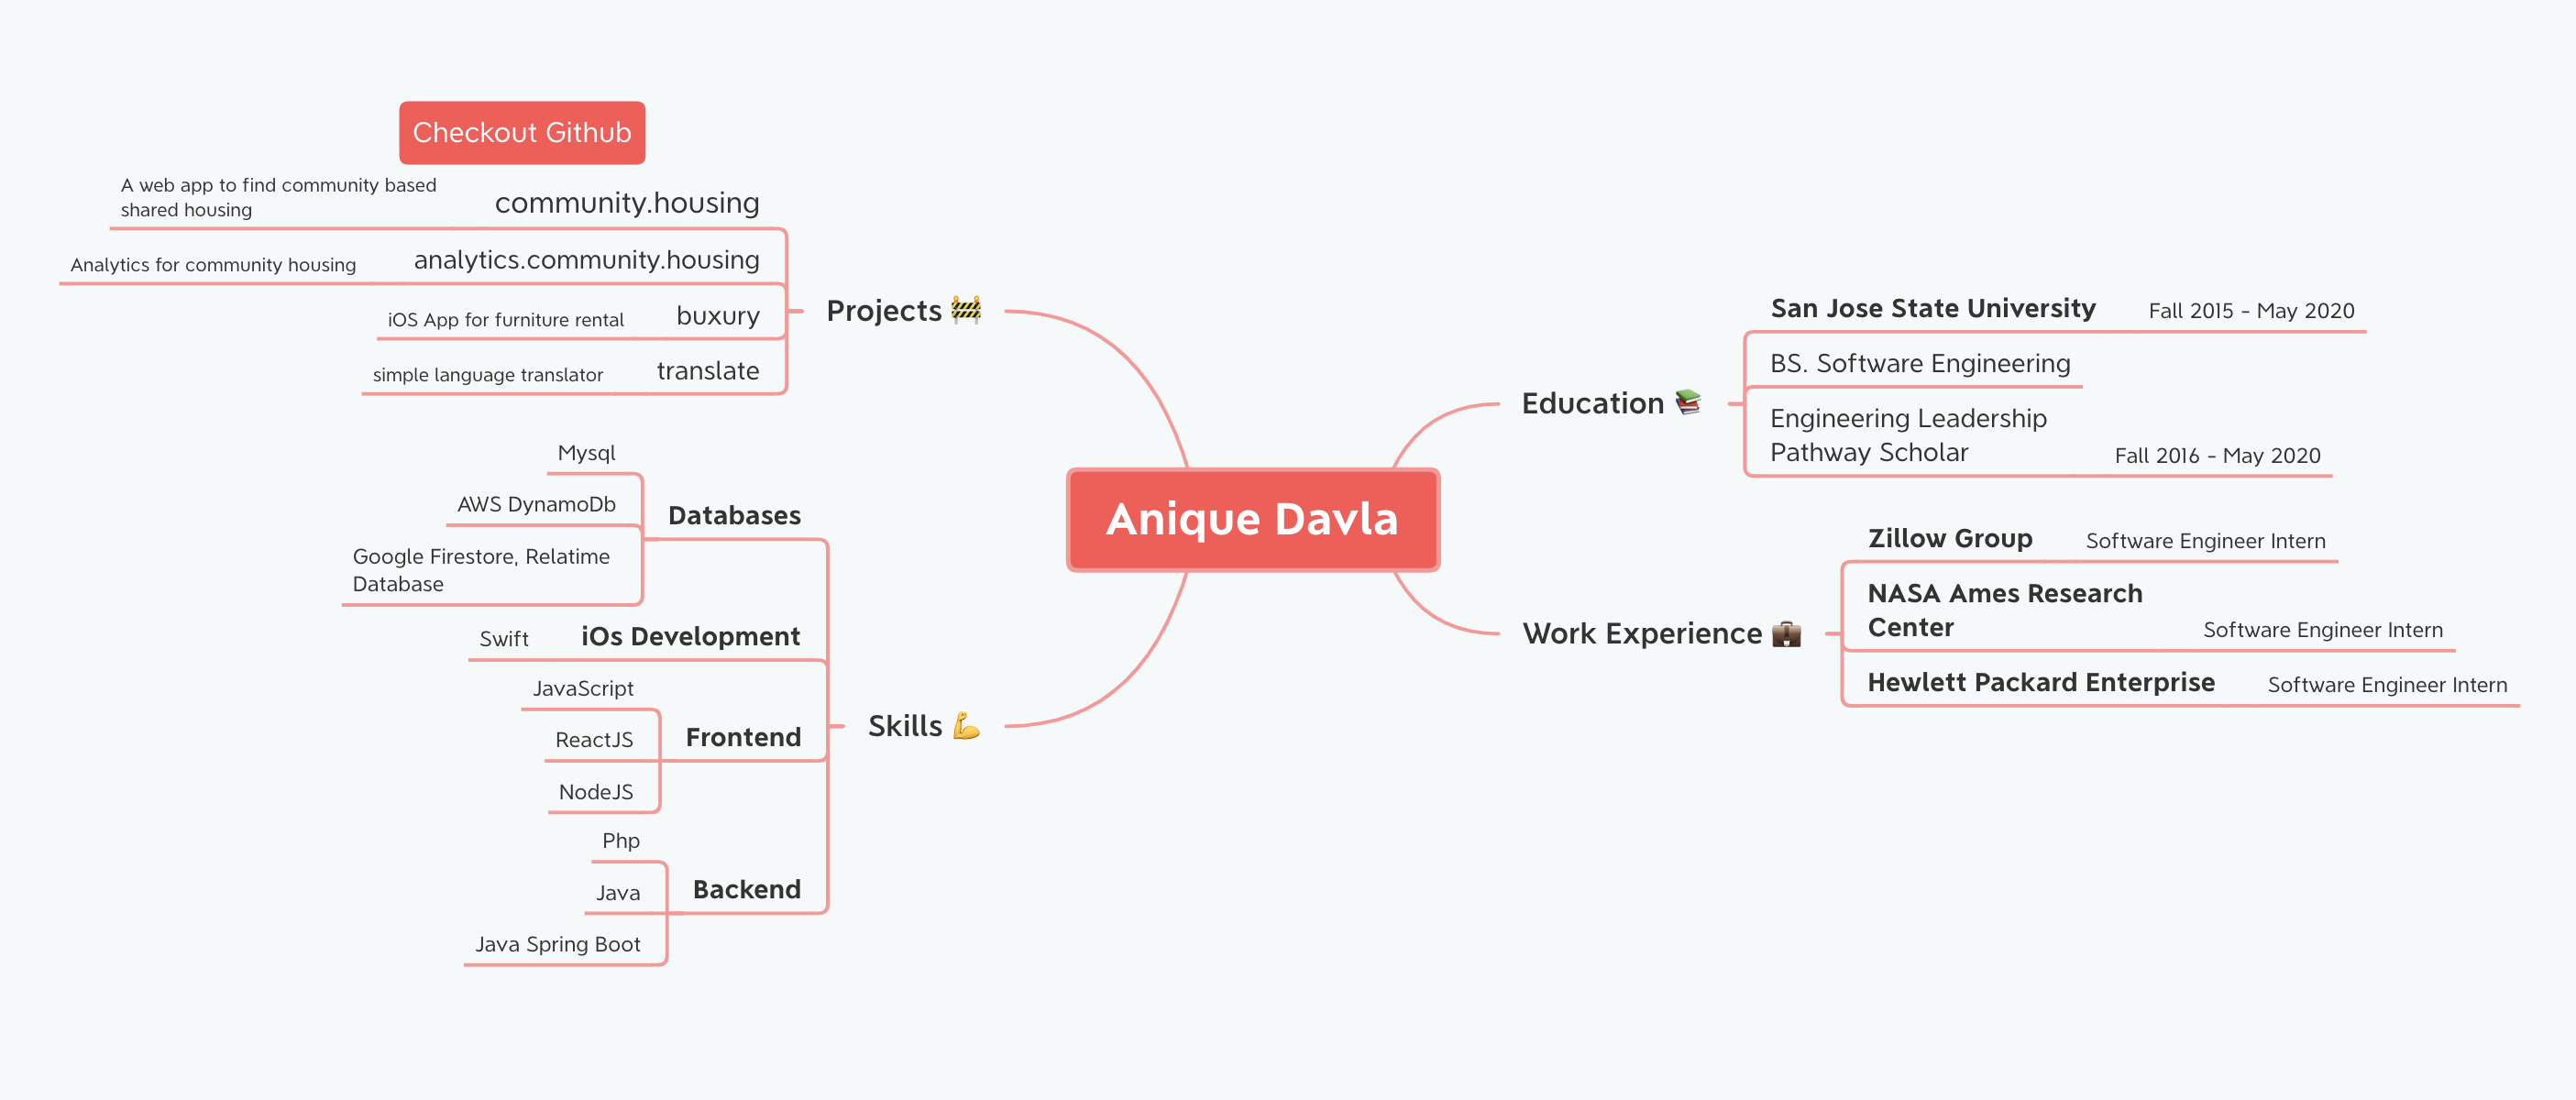 Checkout Github
A web app to find community based
shared housing
community.housing
Analytics for community housing
analytics.community.housing
iOS App for furniture rental
buxury
simple language translator
translate
Projects
Mysql
AWS DynamoDb
Google Firestore, Relatime
Database
Databases
Swift
iOs Development
JavaScript
ReactJS
NodeJS
Frontend
Php
Java
Java Spring Boot
Backend
Skills
Anique Davla
Education
San Jose State University
Fall 2015 - May 2020
BS. Software Engineering
Engineering Leadership
Pathway Scholar
Fall 2016 - May 2020
Work Experience
Zillow Group
Software Engineer Intern
NASA Ames Research
Center
Software Engineer Intern
Hewlett Packard Enterprise
Software Engineer Intern